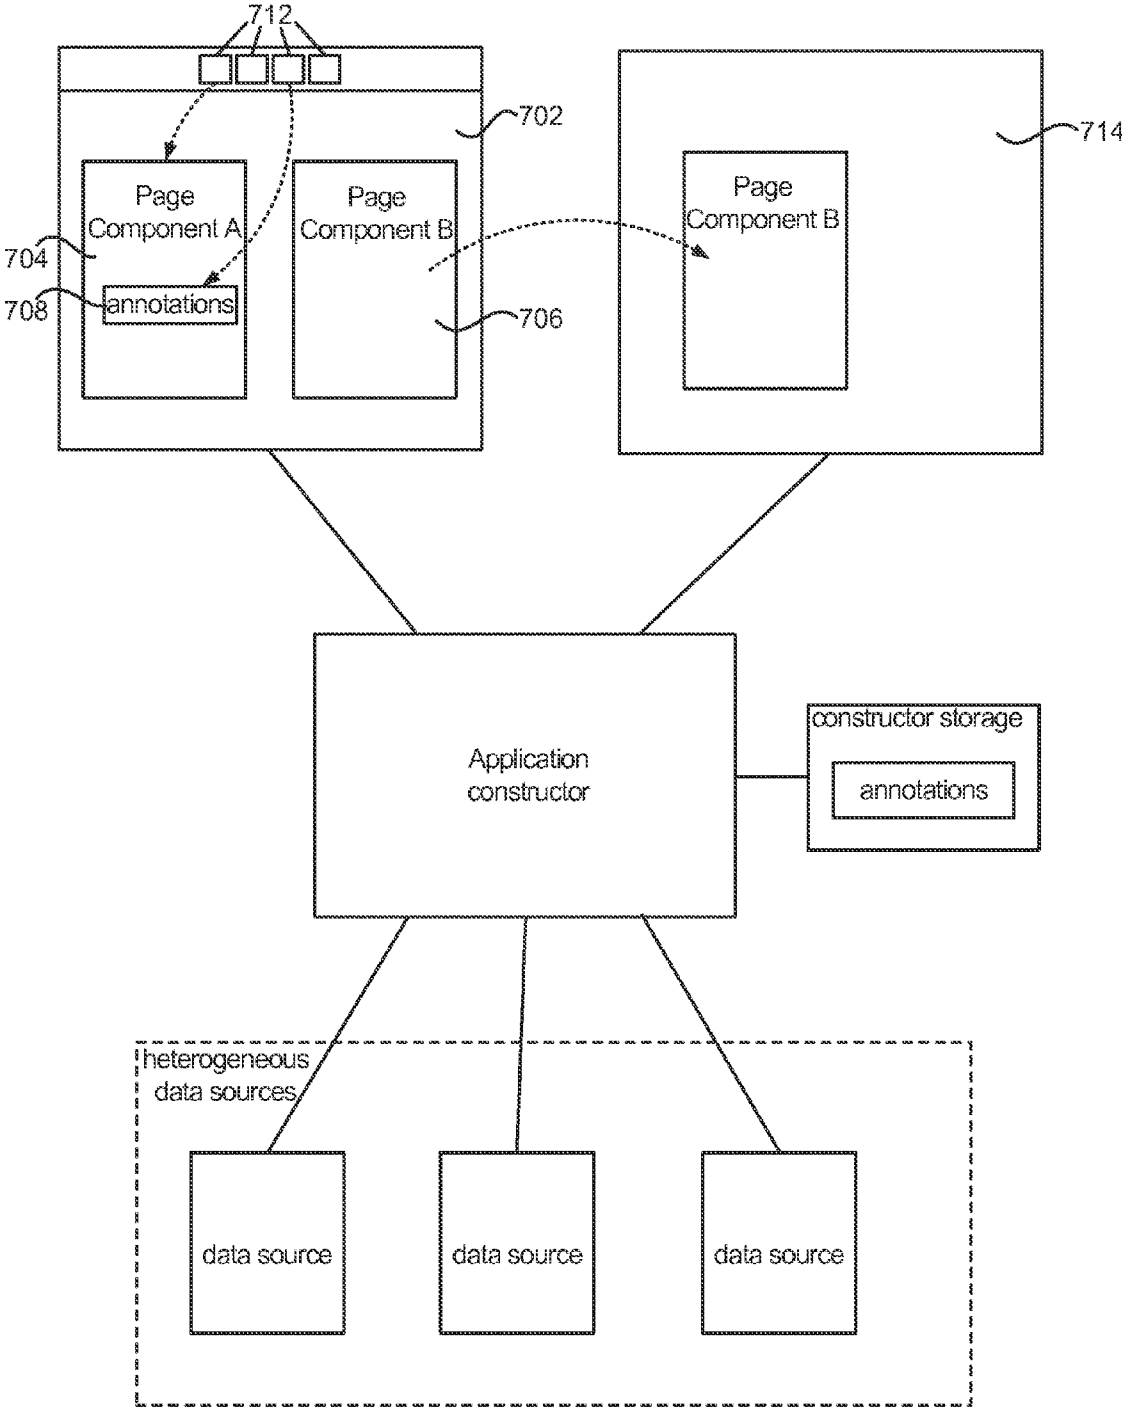 712
702
714
Page
Component A
Page
Component B
Page
Component B
704
708
annotations
706
Application
constructor
constructor storage
annotations
heterogeneous
data sources
data source
data source
data source